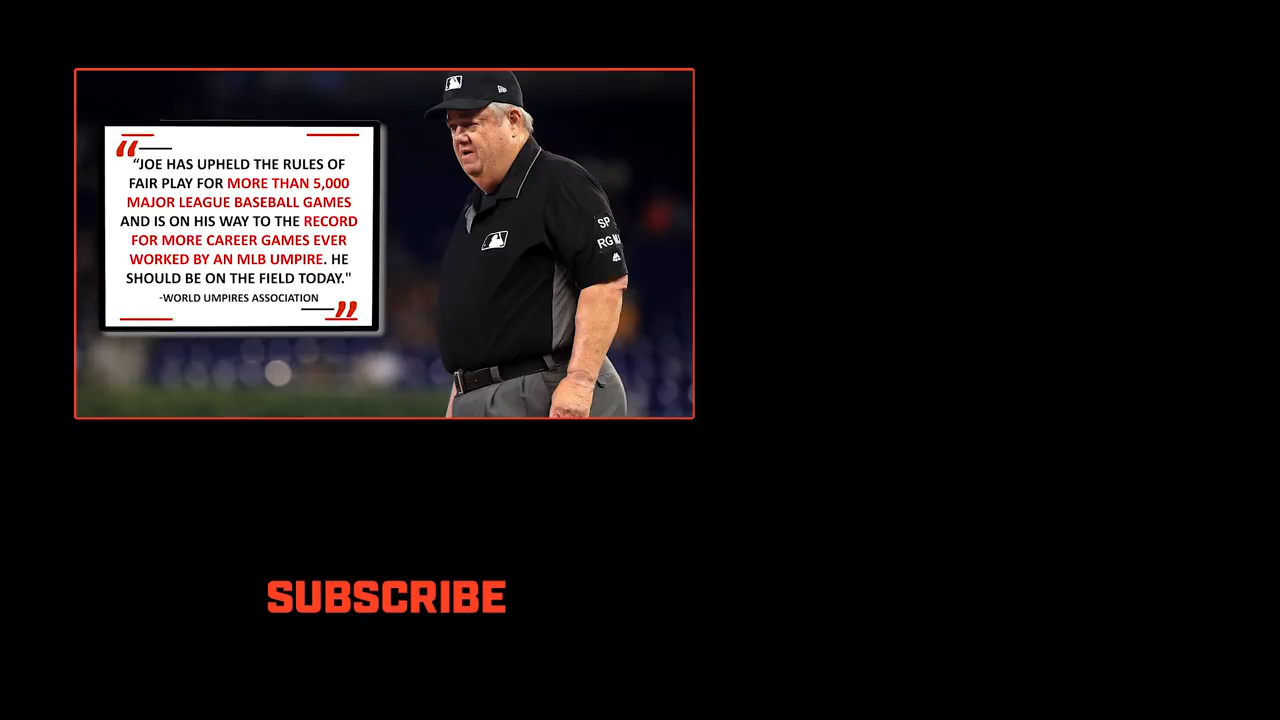 “JOE HAS UPHELD THE RULES OF
FAIR PLAY FOR MORE THAN 5,000
MAJOR LEAGUE BASEBALL GAMES
AND IS ON HIS WAY TO THE RECORD
FOR MORE CAREER GAMES EVER
WORKED BY AN MLB UMPIRE. HE
SHOULD BE ON THE FIELD TODAY."
-WORLD UMPIRES ASSOCIATION
SP
SUBSCRIBE